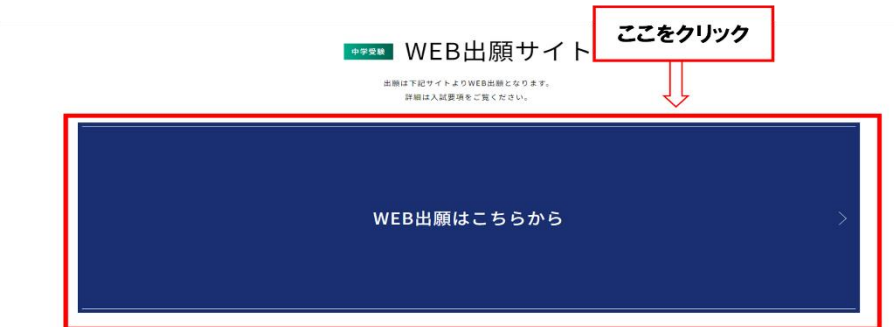 ここをクリック
中学受験 WEB出願サイト
出願は下記サイトよりWEB出願となります。
詳細は入試要項をご覧ください。
WEB出願はこちらから